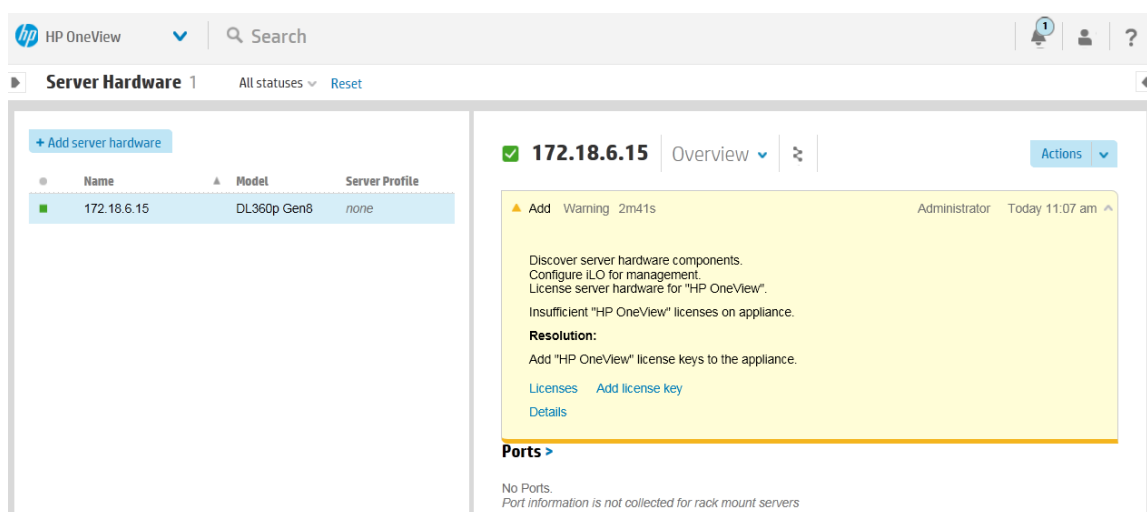 hp HP OneView Search 1 ?
Server Hardware 1 All statuses Reset
+ Add server hardware
Name Model Server Profile
172.18.6.15 DL360p Gen8 none
172.18.6.15 Overview Actions
Add Warning 2m41s Administrator Today 11:07 am
Discover server hardware components.
Configure iLO for management.
License server hardware for "HP OneView".
Insufficient "HP OneView" licenses on appliance.
Resolution:
Add "HP OneView" license keys to the appliance.
Licenses Add license key
Details
Ports >
No Ports.
Port information is not collected for rack mount servers